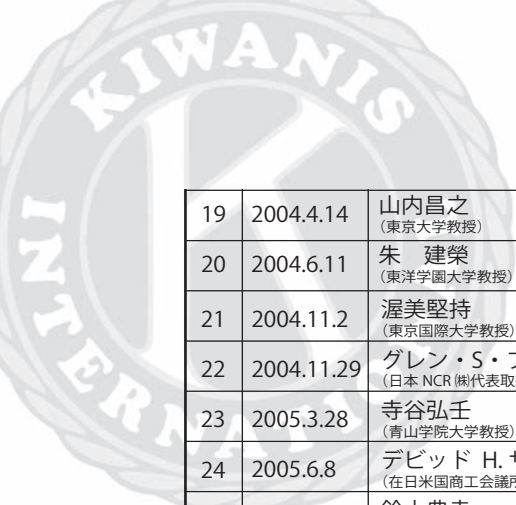 KIWANIS
INTERNATIONAL
19 2004.4.14 山内昌之
(東京大学教授)
20 2004.6.11 朱 建榮
(東洋学園大学教授)
21 2004.11.2 渥美堅持
(東京国際大学教授)
22 2004.11.29 グレン・S・
(日本 NCR ㈱代表取
23 2005.3.28 寺谷弘壬
(青山学院大学教授)
24 2005.6.8 デビッド H.
(在日米国商工会議所